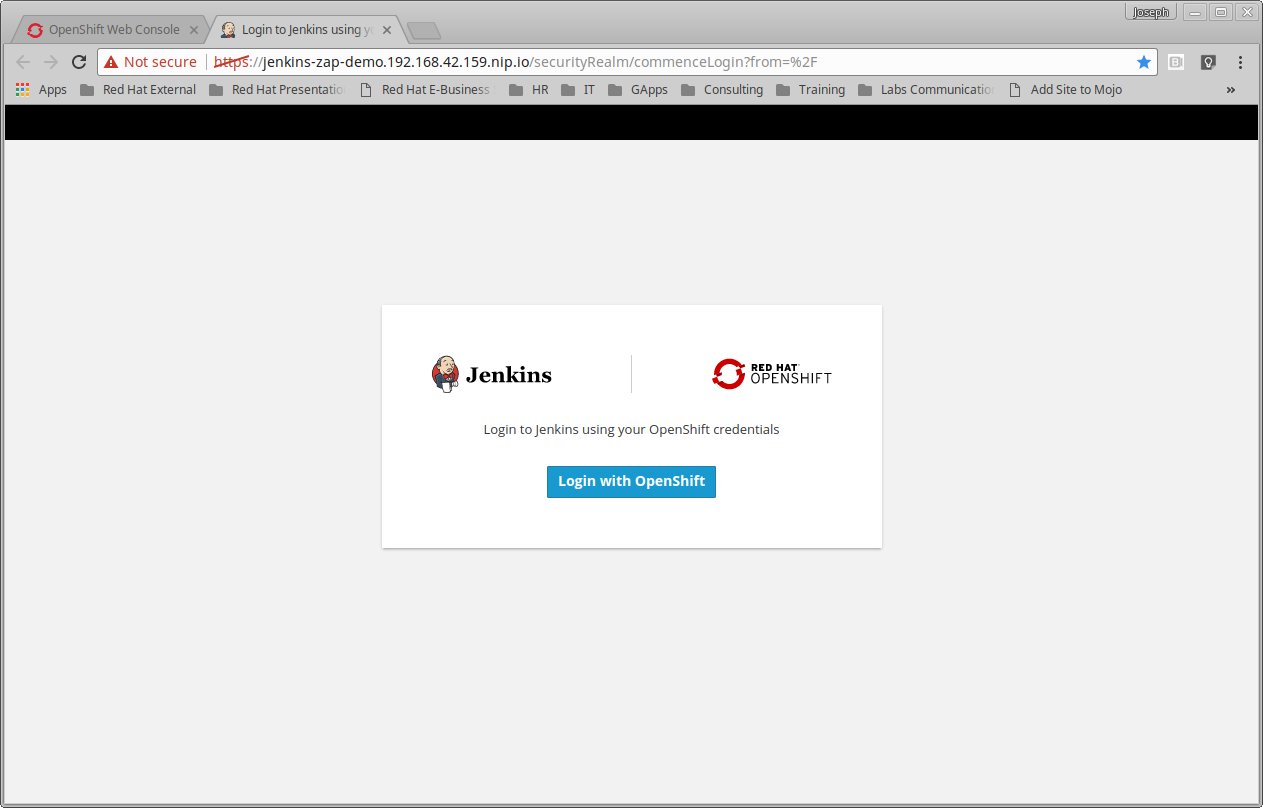 Joseph
OpenShift Web Console
Login to Jenkins using yo
Not secure
https://jenkins-zap-demo.192.168.42.159.nip.io/securityRealm/commenceLogin?from=%2F
Apps Red Hat External Red Hat Presentatio Red Hat E-Business HR IT GApps Consulting Training Labs Communicatio Add Site to Mojo »
Jenkins
RED HAT
OPENSHIFT
Login to Jenkins using your OpenShift credentials
Login with OpenShift